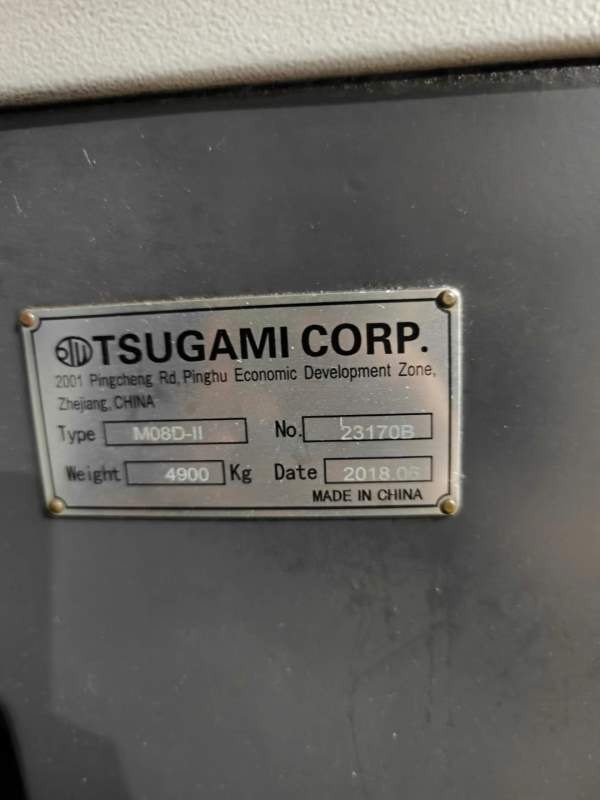 TSUGAMI CORP.
2001 Pingcheng Rd, Pinghu Economic Development Zone,
Zhejiang, CHINA
Type M08D-II No. 23170B
Weight 4900 Kg Date 2018.06
MADE IN CHINA